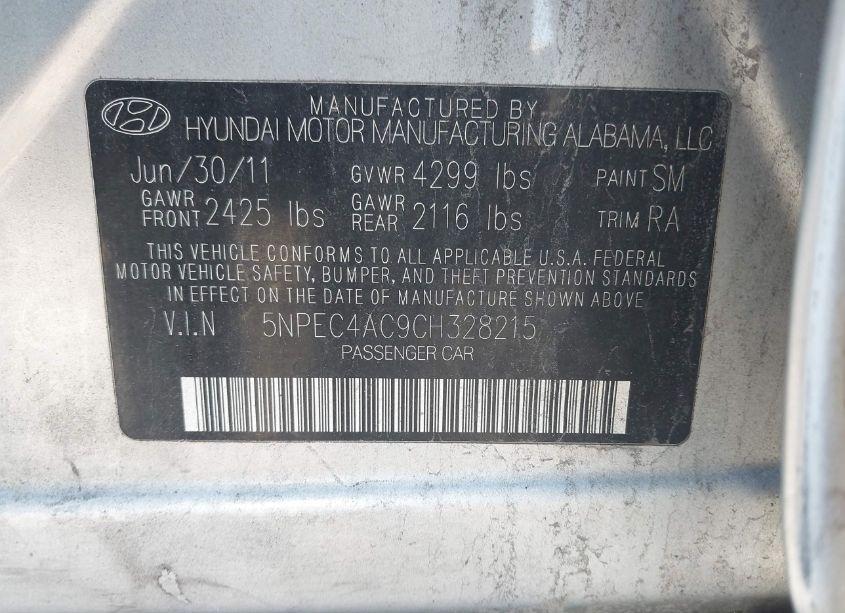 MANUFACTURED BY
HYUNDAI MOTOR MANUFACTURING ALABAMA, LLC
Jun/30/11 GVWR 4299 lbs PAINT SM
GAWR FRONT 2425 lbs GAWR REAR 2116 lbs TRIM RA
THIS VEHICLE CONFORMS TO ALL APPLICABLE U.S.A. FEDERAL
MOTOR VEHICLE SAFETY, BUMPER, AND THEFT PREVENTION STANDARDS
IN EFFECT ON THE DATE OF MANUFACTURE SHOWN ABOVE.
V.I.N 5NPEC4AC9CH328215
PASSENGER CAR